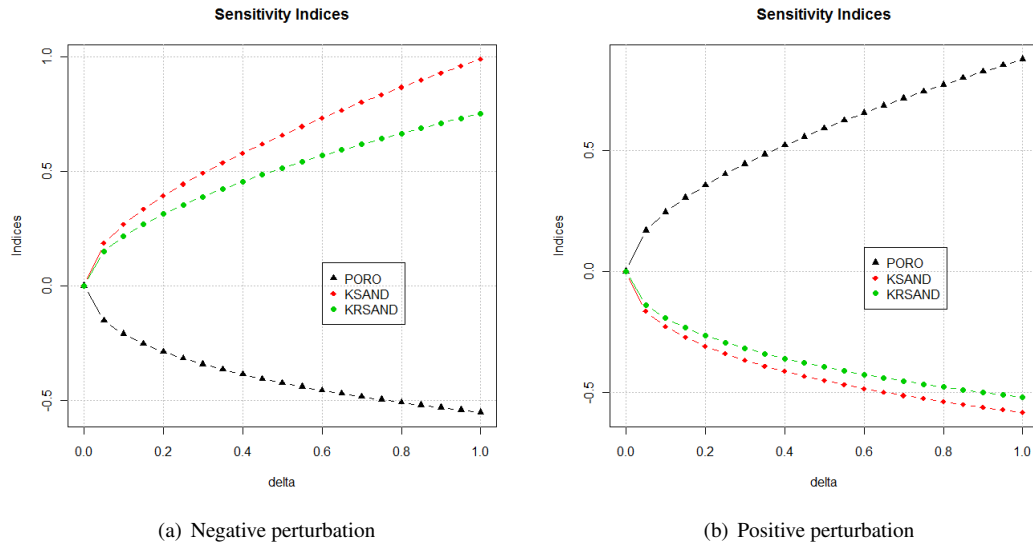 Sensitivity Indices
Indices
1.0
0.5
0.0
-0.5
PORO
KSAND
KRSAND
0.0 0.2 0.4 0.6 0.8 1.0
delta
(a) Negative perturbation
Sensitivity Indices
Indices
0.5
0.0
-0.5
PORO
KSAND
KRSAND
0.0 0.2 0.4 0.6 0.8 1.0
delta
(b) Positive perturbation